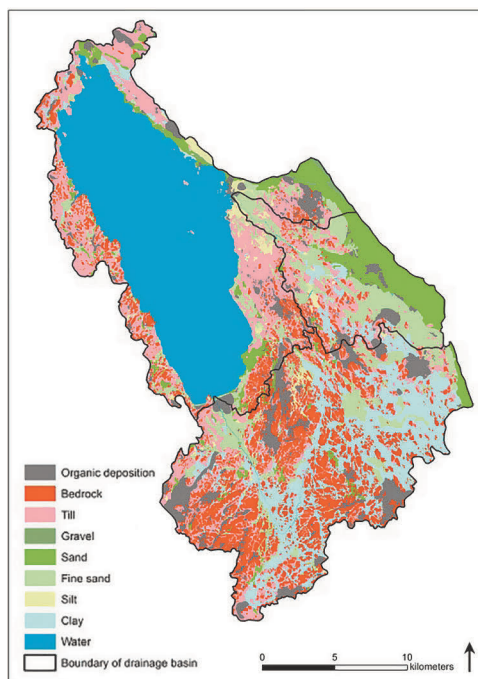 Organic deposition
Bedrock
Till
Gravel
Sand
Fine sand
Silt
Clay
Water
Boundary of drainage basin
0 5 10
kilometers